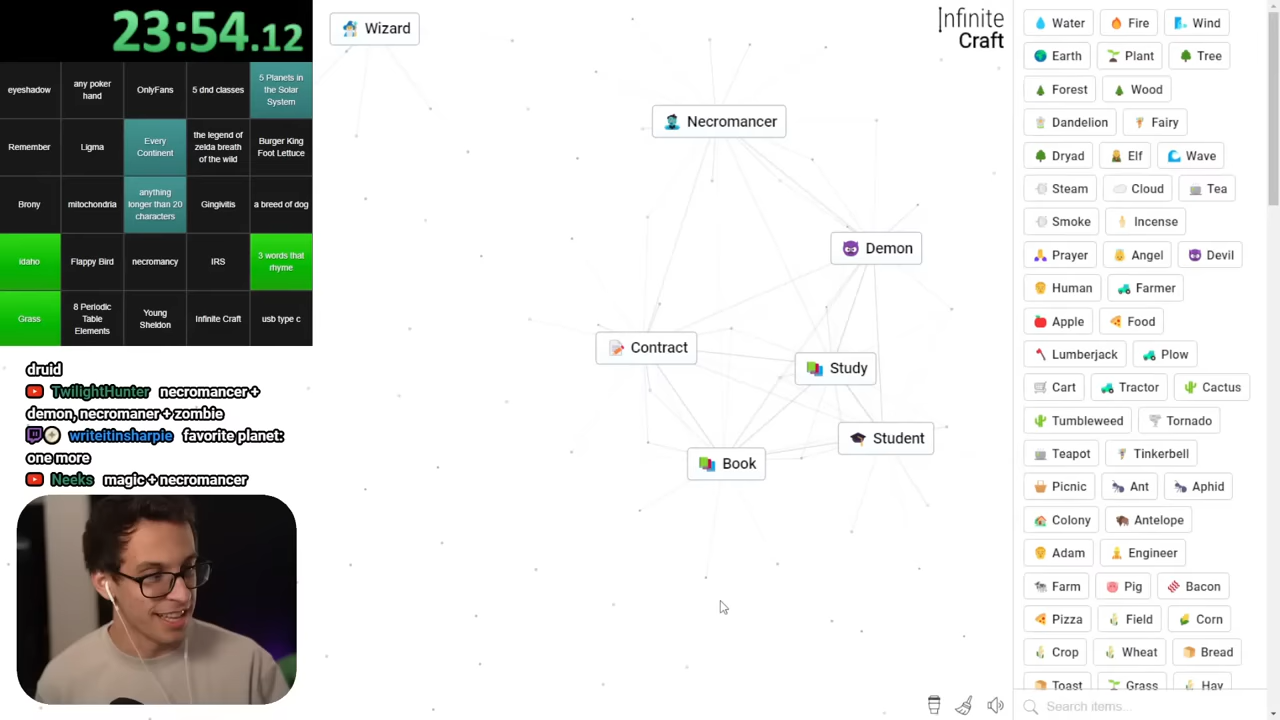 23:54.12
eyeshadow
any poker
hand
OnlyFans
5 dnd classes
5 Planets in
the Solar
System
Remember
Ligma
Every
Continent
the legend of
zelda breath
of the wild
Burger King
Foot Lettuce
Brony
mitochondria
anything
longer than 20
characters
Gingivitis
a breed of dog
idaho
Flappy Bird
necromancy
IRS
3 words that
rhyme
Grass
8 Periodic
Table
Elements
Young
Sheldon
Infinite Craft
usb type c
druid
TwilightHunter necromancer +
demon, necromaner + zombie
writeitinsharpie favorite planet:
one more
Neeks magic + necromancer
Wizard
Necromancer
Demon
Contract
Study
Student
Book
Infinite
Craft
Water Fire Wind
Earth Plant Tree
Forest Wood
Dandelion Fairy
Dryad Elf Wave
Steam Cloud Tea
Smoke Incense
Prayer Angel Devil
Human Farmer
Apple Food
Lumberjack Plow
Cart Tractor Cactus
Tumbleweed Tornado
Teapot Tinkerbell
Picnic Ant Aphid
Colony Antelope
Adam Engineer
Farm Pig Bacon
Pizza Field Corn
Crop Wheat Bread
Toast Grass Hay
Search items...